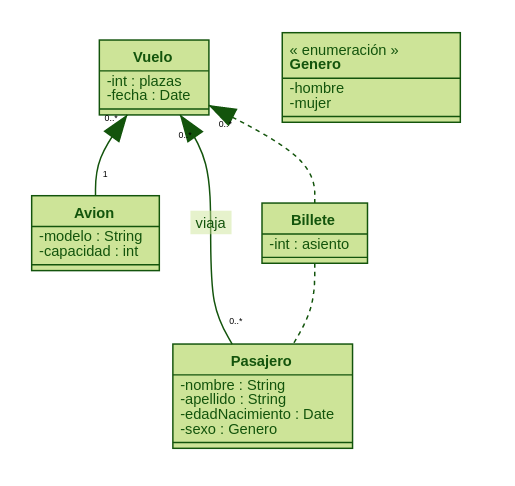 Vuelo
-int : plazas
-fecha : Date
« enumeración »
Genero
-hombre
-mujer
0..*
0..*
0..*
1
Avion
-modelo : String
-capacidad : int
viaja
Billete
-int : asiento
0..*
Pasajero
-nombre : String
-apellido : String
-edadNacimiento : Date
-sexo : Genero